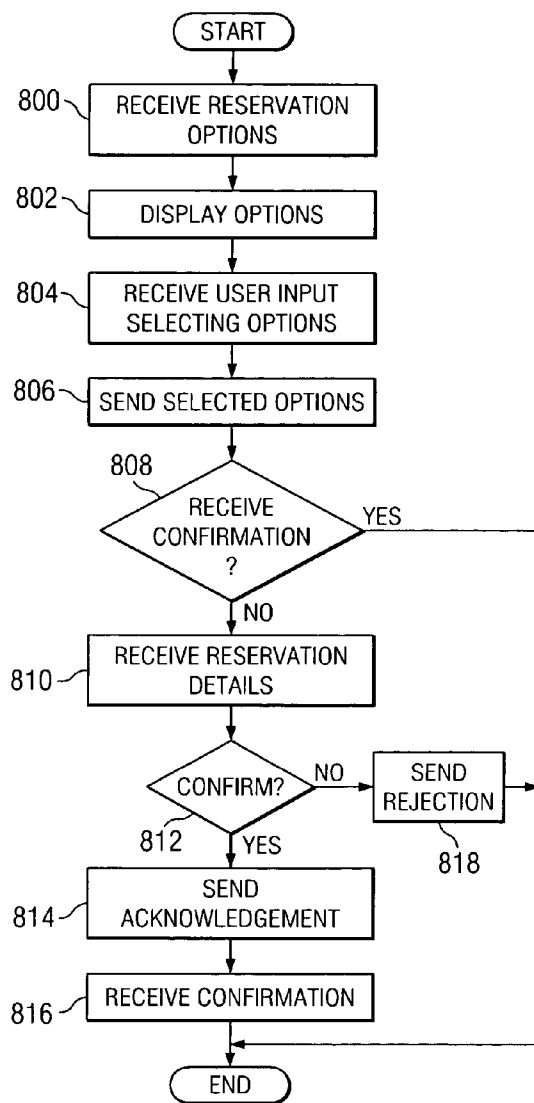 START
800
RECEIVE RESERVATION
OPTIONS
802
DISPLAY OPTIONS
804
RECEIVE USER INPUT
SELECTING OPTIONS
806
SEND SELECTED OPTIONS
808
RECEIVE
CONFIRMATION
?
YES
NO
810
RECEIVE RESERVATION
DETAILS
CONFIRM?
NO
SEND
REJECTION
812
YES
818
814
SEND
ACKNOWLEDGEMENT
816
RECEIVE CONFIRMATION
END